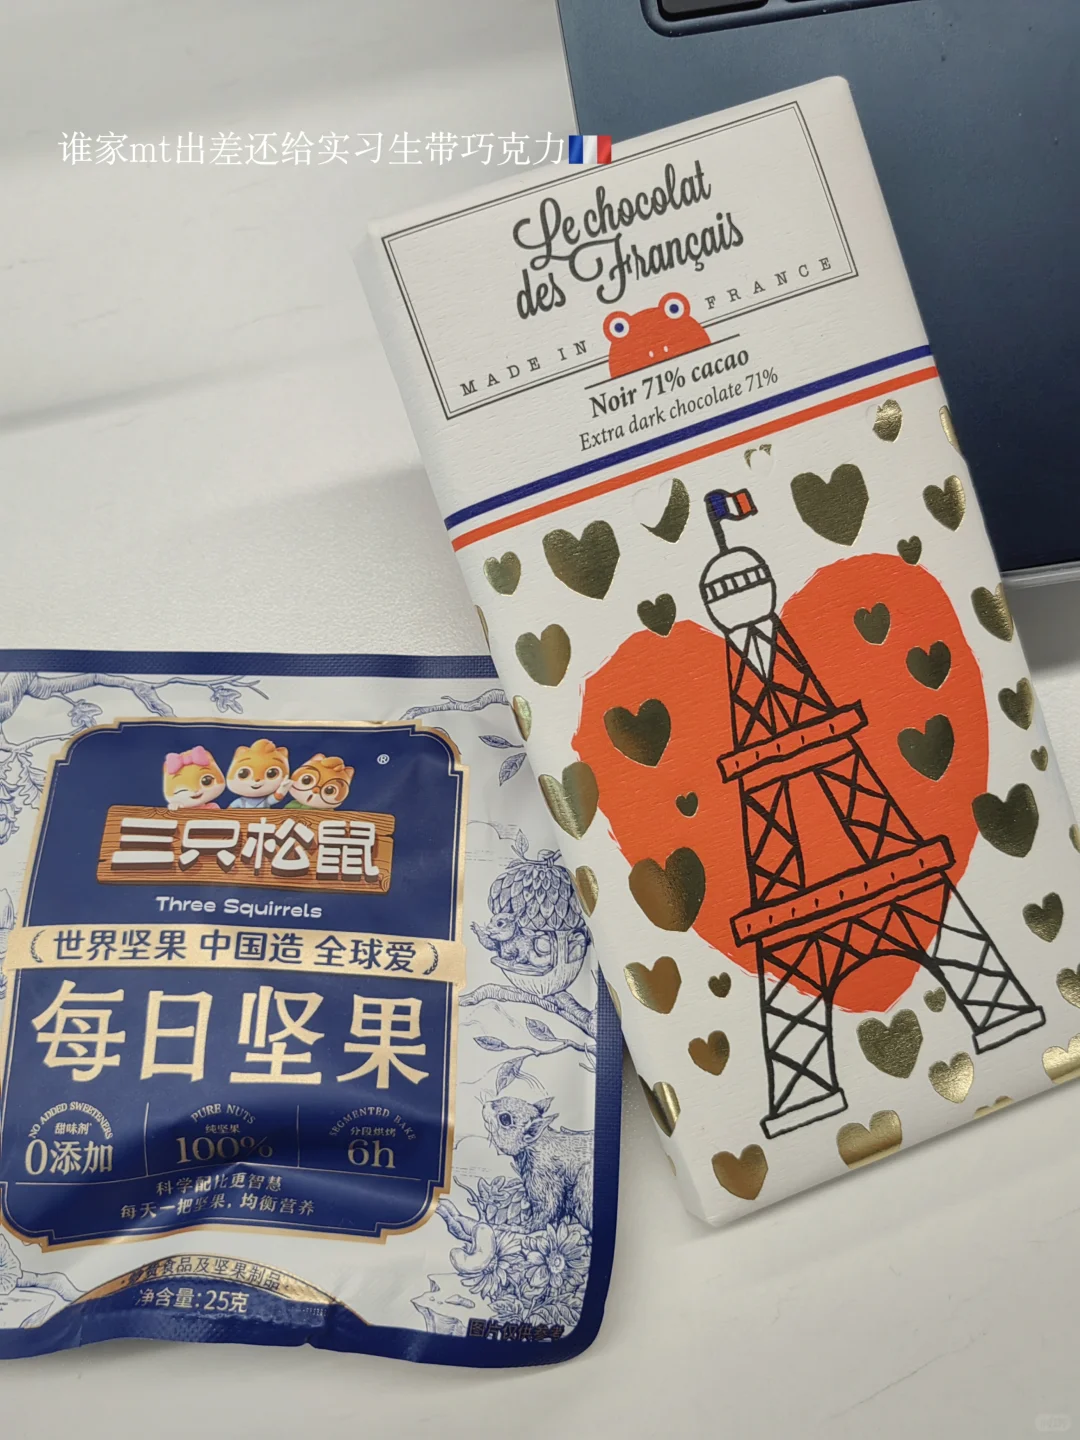 谁家mt出差还给实习生带巧克力🇫🇷
Le chocolat
des Français
MADE IN FRANCE
Noir 71% cacao
Extra dark chocolate 71%
三只松鼠
®
Three Squirrels
世界坚果 中国造 全球爱
每日坚果
NO ADDED SWEETENERS
甜味剂
0添加
PURE NUTS
纯坚果
100%
SEGMENTED BAKE
分段烘烤
6h
科学配比更智慧
每天一把坚果，均衡营养
食品及坚果制品
净含量:25克
图片仅供参考